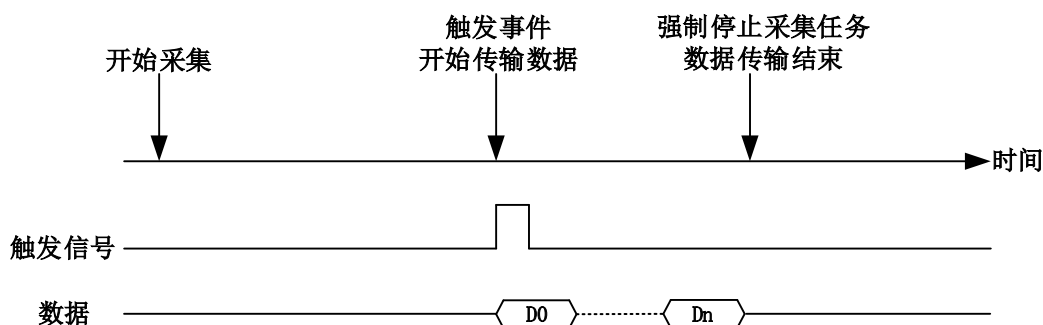 开始采集
触发事件
开始传输数据
强制停止采集任务
数据传输结束
时间
触发信号
数据
D0
Dn